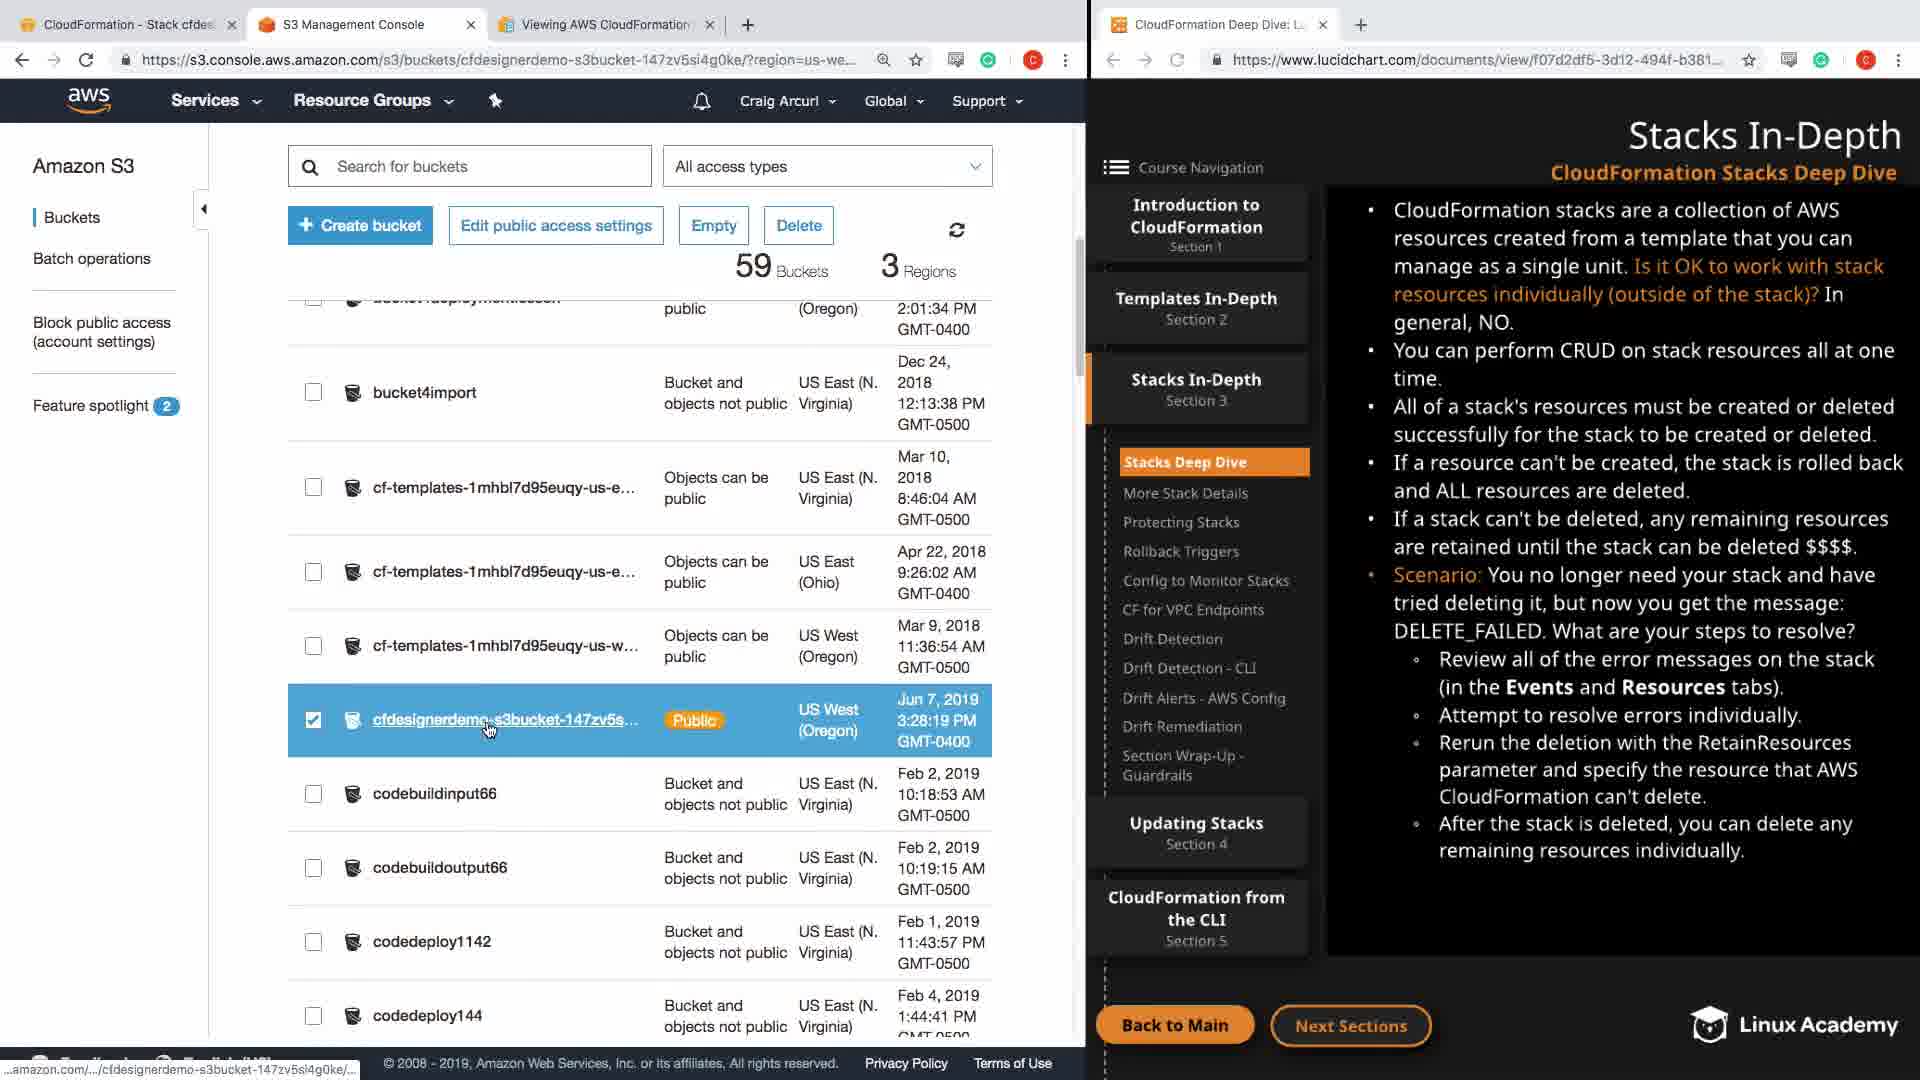 CloudFormation - Stack cfdes
S3 Management Console
Viewing AWS CloudFormation
https://s3.console.aws.amazon.com/s3/buckets/cfdesignerdemo-s3bucket-147zv5si4g0ke/?region=us-we...
C
aws
Services
Resource Groups
Craig Arcurl
Global
Support
Amazon S3
Buckets
Batch operations
Block public access
(account settings)
Feature spotlight 2
Search for buckets
All access types
+ Create bucket
Edit public access settings
Empty
Delete
59 Buckets
3 Regions
public
(Oregon)
2:01:34 PM
GMT-0400
bucket4import
Bucket and
objects not public
US East (N.
Virginia)
Dec 24,
2018
12:13:38 PM
GMT-0500
cf-templates-1mhbl7d95euqy-us-e...
Objects can be
public
US East (N.
Virginia)
Mar 10,
2018
8:46:04 AM
GMT-0500
cf-templates-1mhbl7d95euqy-us-e...
Objects can be
public
US East
(Ohio)
Apr 22, 2018
9:26:02 AM
GMT-0400
cf-templates-1mhbl7d95euqy-us-w...
Objects can be
public
US West
(Oregon)
Mar 9, 2018
11:36:54 AM
GMT-0500
cfdesignerdemo-s3bucket-147zv5s...
Public
US West
(Oregon)
Jun 7, 2019
3:28:19 PM
GMT-0400
codebuildinput66
Bucket and
objects not public
US East (N.
Virginia)
Feb 2, 2019
10:18:53 AM
GMT-0500
codebuildoutput66
Bucket and
objects not public
US East (N.
Virginia)
Feb 2, 2019
10:19:15 AM
GMT-0500
codedeploy1142
Bucket and
objects not public
US East (N.
Virginia)
Feb 1, 2019
11:43:57 PM
GMT-0500
codedeploy144
Bucket and
objects not public
US East (N.
Virginia)
Feb 4, 2019
1:44:41 PM
...amazon.com/.../cfdesignerdemo-s3bucket-147zv5si4g0ke/...
© 2008 - 2019, Amazon Web Services, Inc. or its affiliates. All rights reserved.
Privacy Policy
Terms of Use
CloudFormation Deep Dive: L
https://www.lucidchart.com/documents/view/f07d2df5-3d12-494f-b381...
C
Stacks In-Depth
CloudFormation Stacks Deep Dive
Course Navigation
Introduction to
CloudFormation
Section 1
Templates In-Depth
Section 2
Stacks In-Depth
Section 3
Stacks Deep Dive
More Stack Details
Protecting Stacks
Rollback Triggers
Config to Monitor Stacks
CF for VPC Endpoints
Drift Detection
Drift Detection - CLI
Drift Alerts - AWS Config
Drift Remediation
Section Wrap-Up -
Guardrails
Updating Stacks
Section 4
CloudFormation from
the CLI
Section 5
• CloudFormation stacks are a collection of AWS
resources created from a template that you can
manage as a single unit. Is it OK to work with stack
resources individually (outside of the stack)? In
general, NO.
• You can perform CRUD on stack resources all at one
time.
• All of a stack's resources must be created or deleted
successfully for the stack to be created or deleted.
• If a resource can't be created, the stack is rolled back
and ALL resources are deleted.
• If a stack can't be deleted, any remaining resources
are retained until the stack can be deleted $$$$.
• Scenario: You no longer need your stack and have
tried deleting it, but now you get the message:
DELETE_FAILED. What are your steps to resolve?
◦ Review all of the error messages on the stack
(in the Events and Resources tabs).
◦ Attempt to resolve errors individually.
◦ Rerun the deletion with the RetainResources
parameter and specify the resource that AWS
CloudFormation can't delete.
◦ After the stack is deleted, you can delete any
remaining resources individually.
Back to Main
Next Sections
Linux Academy